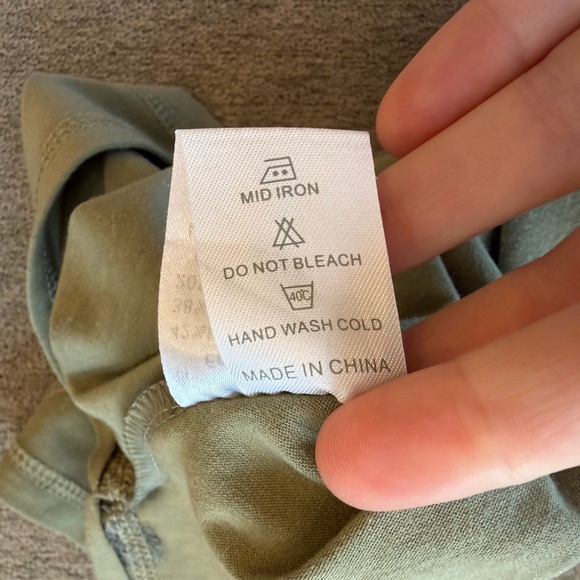 MID IRON
DO NOT BLEACH
40℃
HAND WASH COLD
MADE IN CHINA